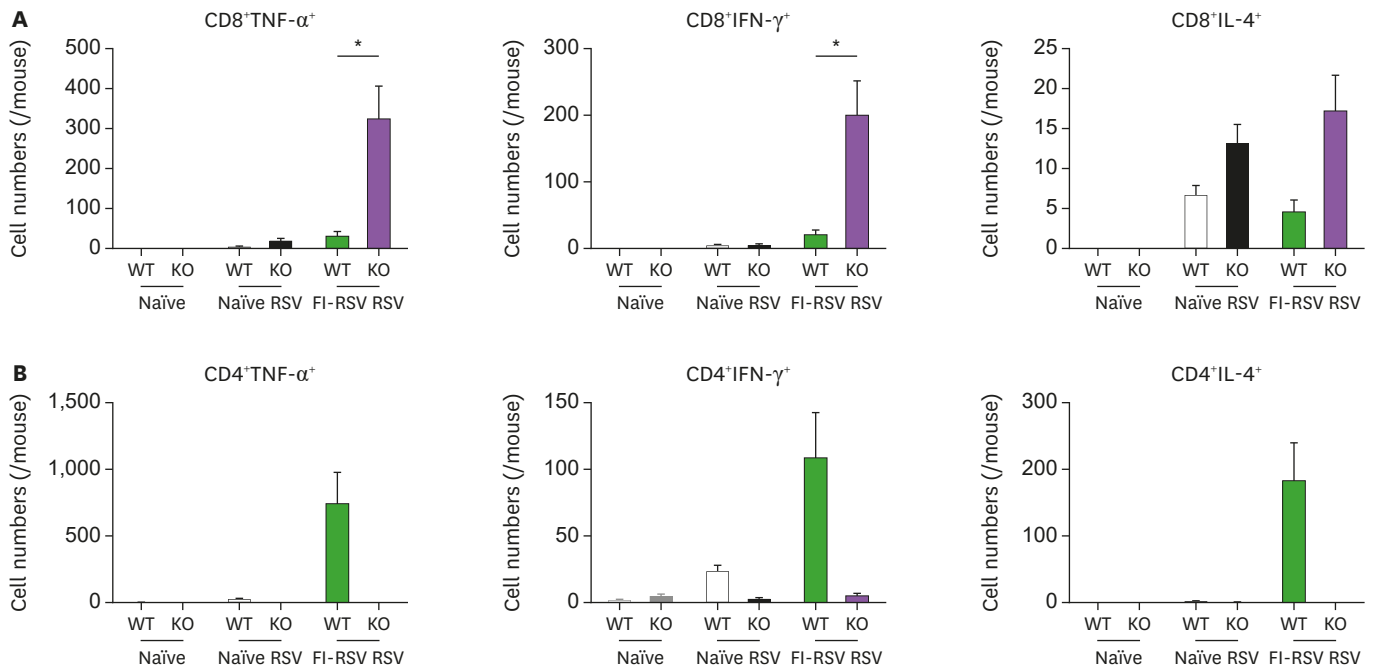 A
CD8⁺TNF-α⁺
CD8⁺IFN-γ⁺
CD8⁺IL-4⁺
Cell numbers (/mouse)
500
400
300
200
100
0
*
WT KO WT KO WT KO
Naïve Naïve RSV FI-RSV RSV
Cell numbers (/mouse)
300
200
100
0
*
WT KO WT KO WT KO
Naïve Naïve RSV FI-RSV RSV
Cell numbers (/mouse)
25
20
15
10
5
0
WT KO WT KO WT KO
Naïve Naïve RSV FI-RSV RSV
B
CD4⁺TNF-α⁺
CD4⁺IFN-γ⁺
CD4⁺IL-4⁺
Cell numbers (/mouse)
1,500
1,000
500
0
WT KO WT KO WT KO
Naïve Naïve RSV FI-RSV RSV
Cell numbers (/mouse)
150
100
50
0
WT KO WT KO WT KO
Naïve Naïve RSV FI-RSV RSV
Cell numbers (/mouse)
300
200
100
0
WT KO WT KO WT KO
Naïve Naïve RSV FI-RSV RSV